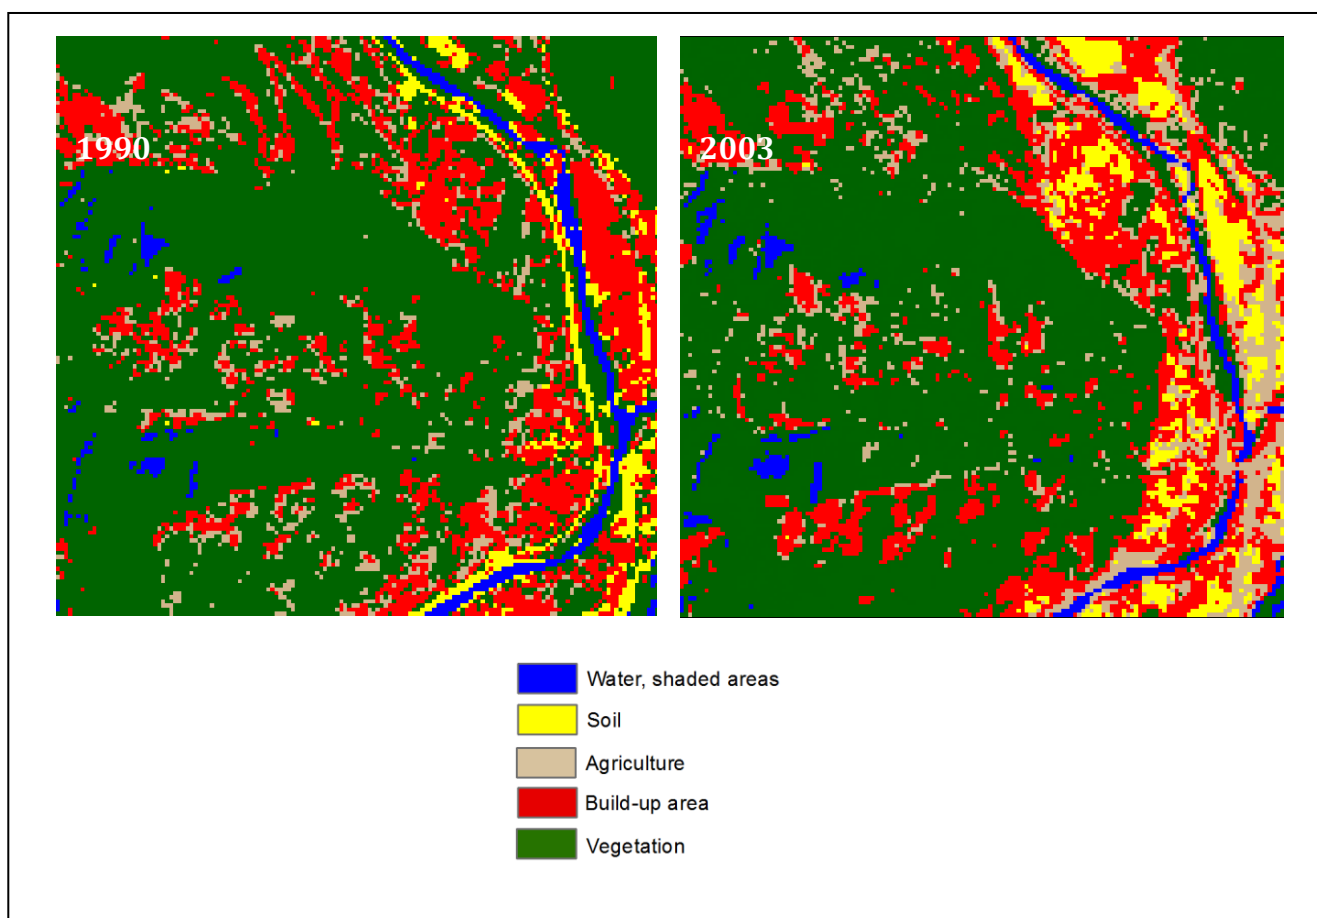 1990
2003
Water, shaded areas
Soil
Agriculture
Build-up area
Vegetation